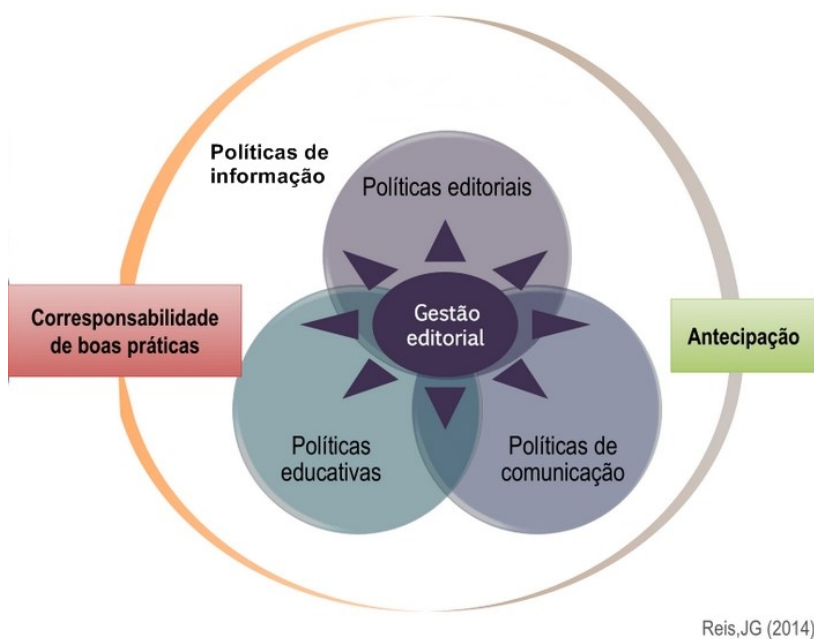 Políticas de
informação
Políticas editoriais
Gestão
editorial
Corresponsabilidade
de boas práticas
Antecipação
Políticas
educativas
Políticas de
comunicação
Reis,JG (2014)